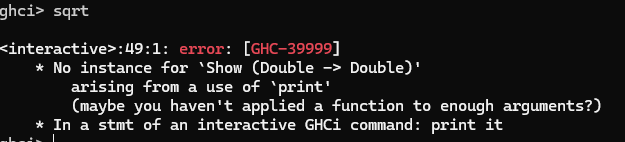 ghci> sqrt
<interactive>:49:1: error: [GHC-39999]
* No instance for `Show (Double -> Double)'
arising from a use of `print'
(maybe you haven't applied a function to enough arguments?)
* In a stmt of an interactive GHCi command: print it